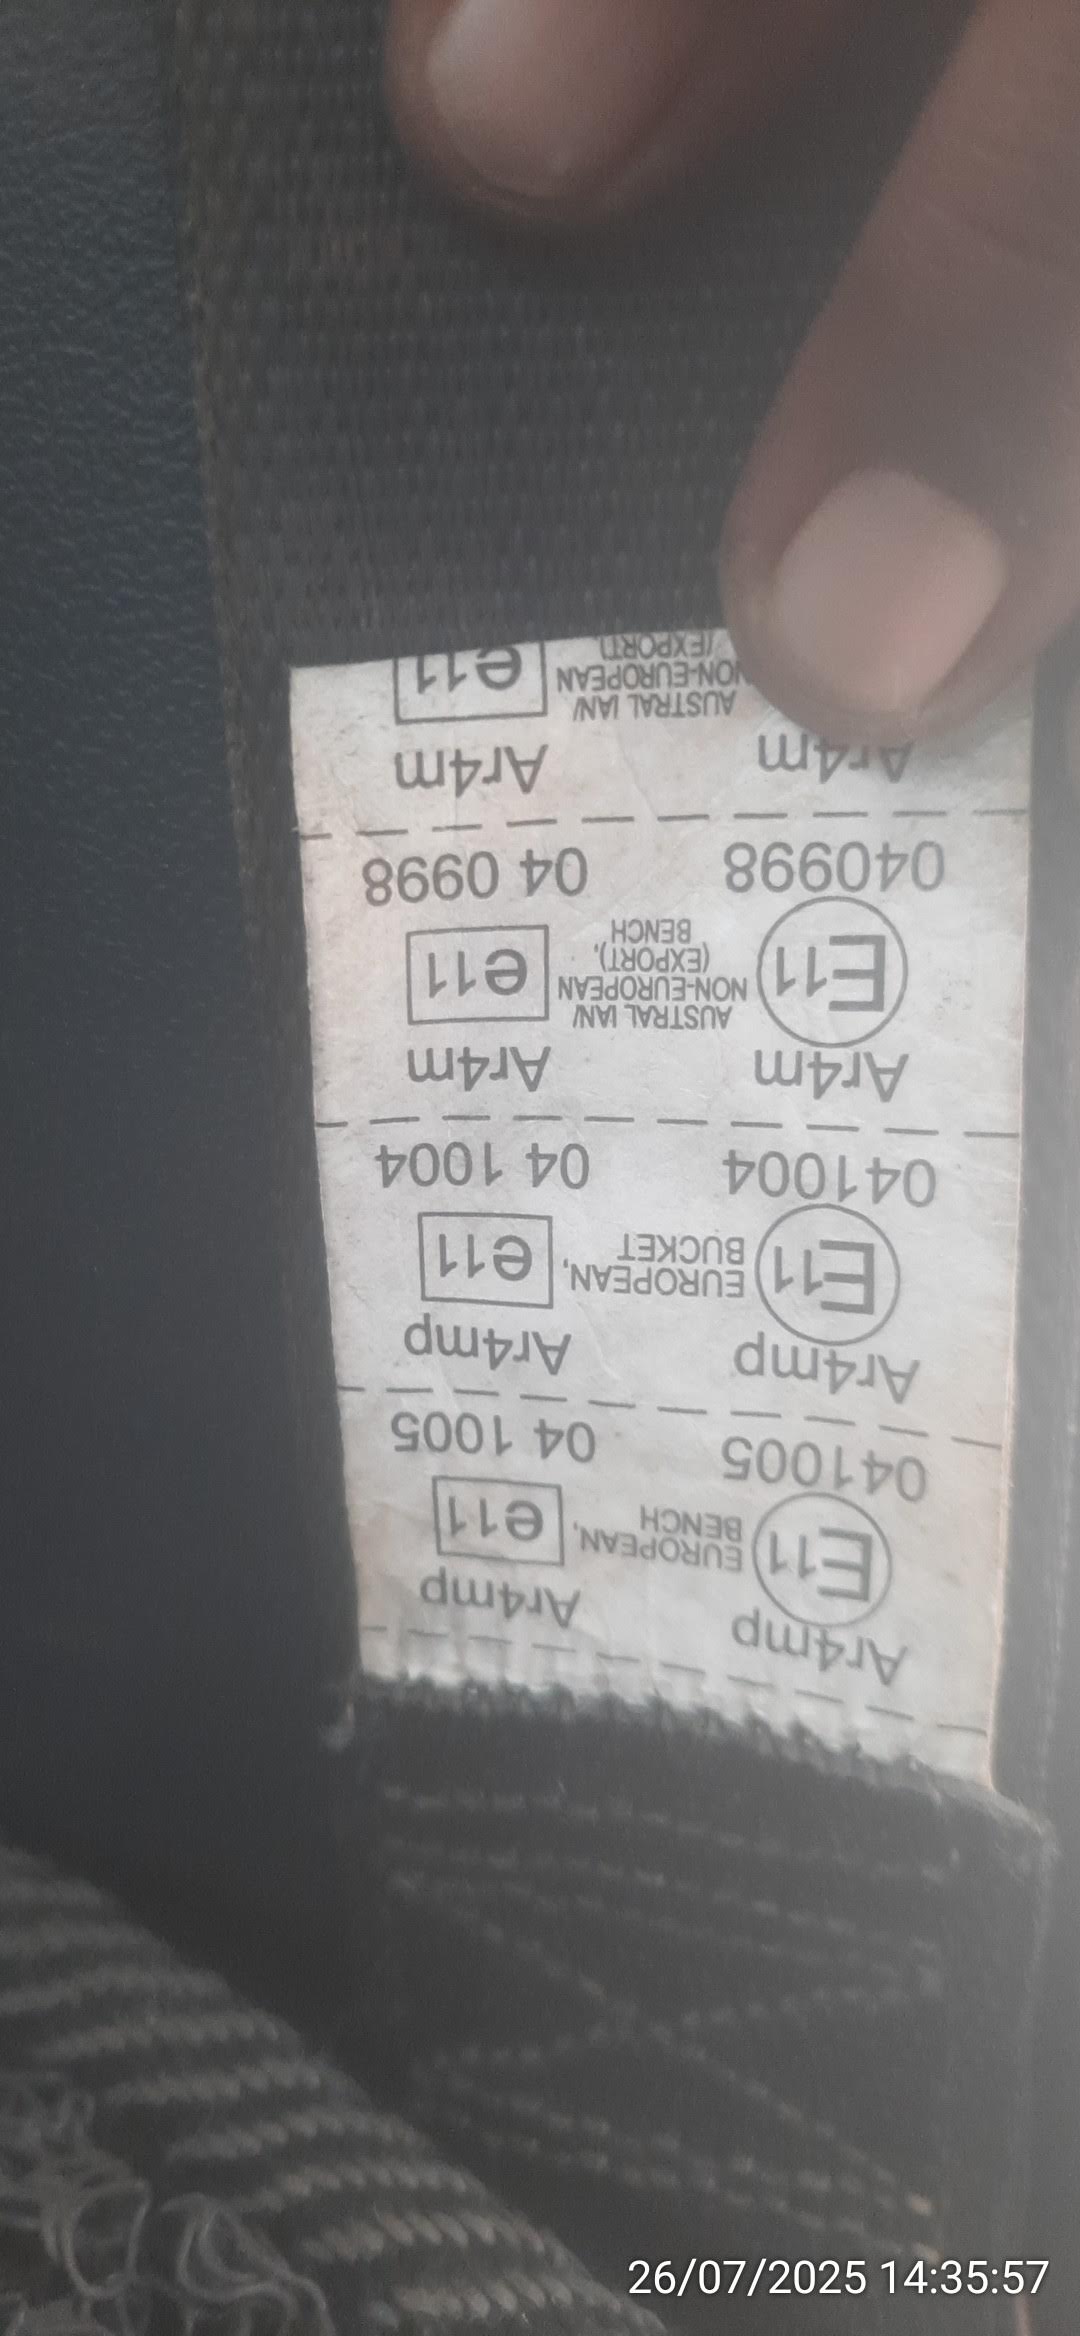 Ar4mp Ar4mp
E11 EUROPEAN, e11
BENCH
041005 04 1005
Ar4mp Ar4mp
E11 EUROPEAN, e11
BUCKET
041004 04 1004
Ar4m Ar4m
AUSTRAL IAN/
E11 NON-EUROPEAN e11
(EXPORT),
BENCH
040998 04 0998
Ar4m Ar4m
AUSTRAL IAN/
NON-EUROPEAN e11
(EXPORT)
26/07/2025 14:35:57